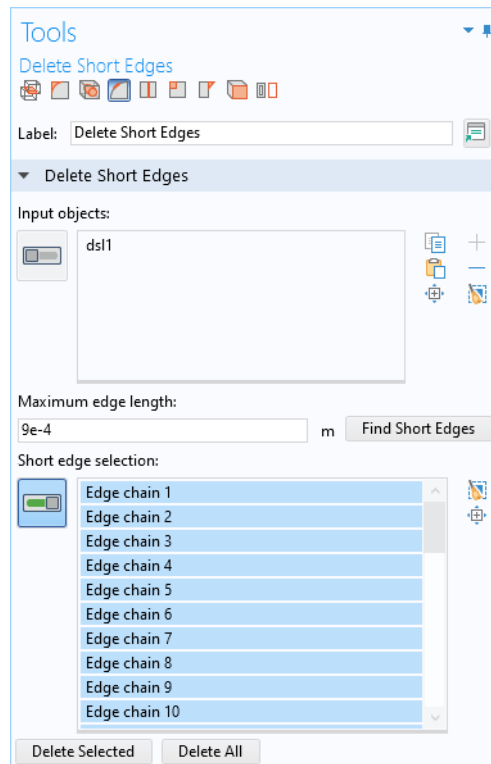 Tools
Delete Short Edges
Label: Delete Short Edges
Delete Short Edges
Input objects:
dsl1
Maximum edge length:
9e-4 m Find Short Edges
Short edge selection:
Edge chain 1
Edge chain 2
Edge chain 3
Edge chain 4
Edge chain 5
Edge chain 6
Edge chain 7
Edge chain 8
Edge chain 9
Edge chain 10
Delete Selected Delete All